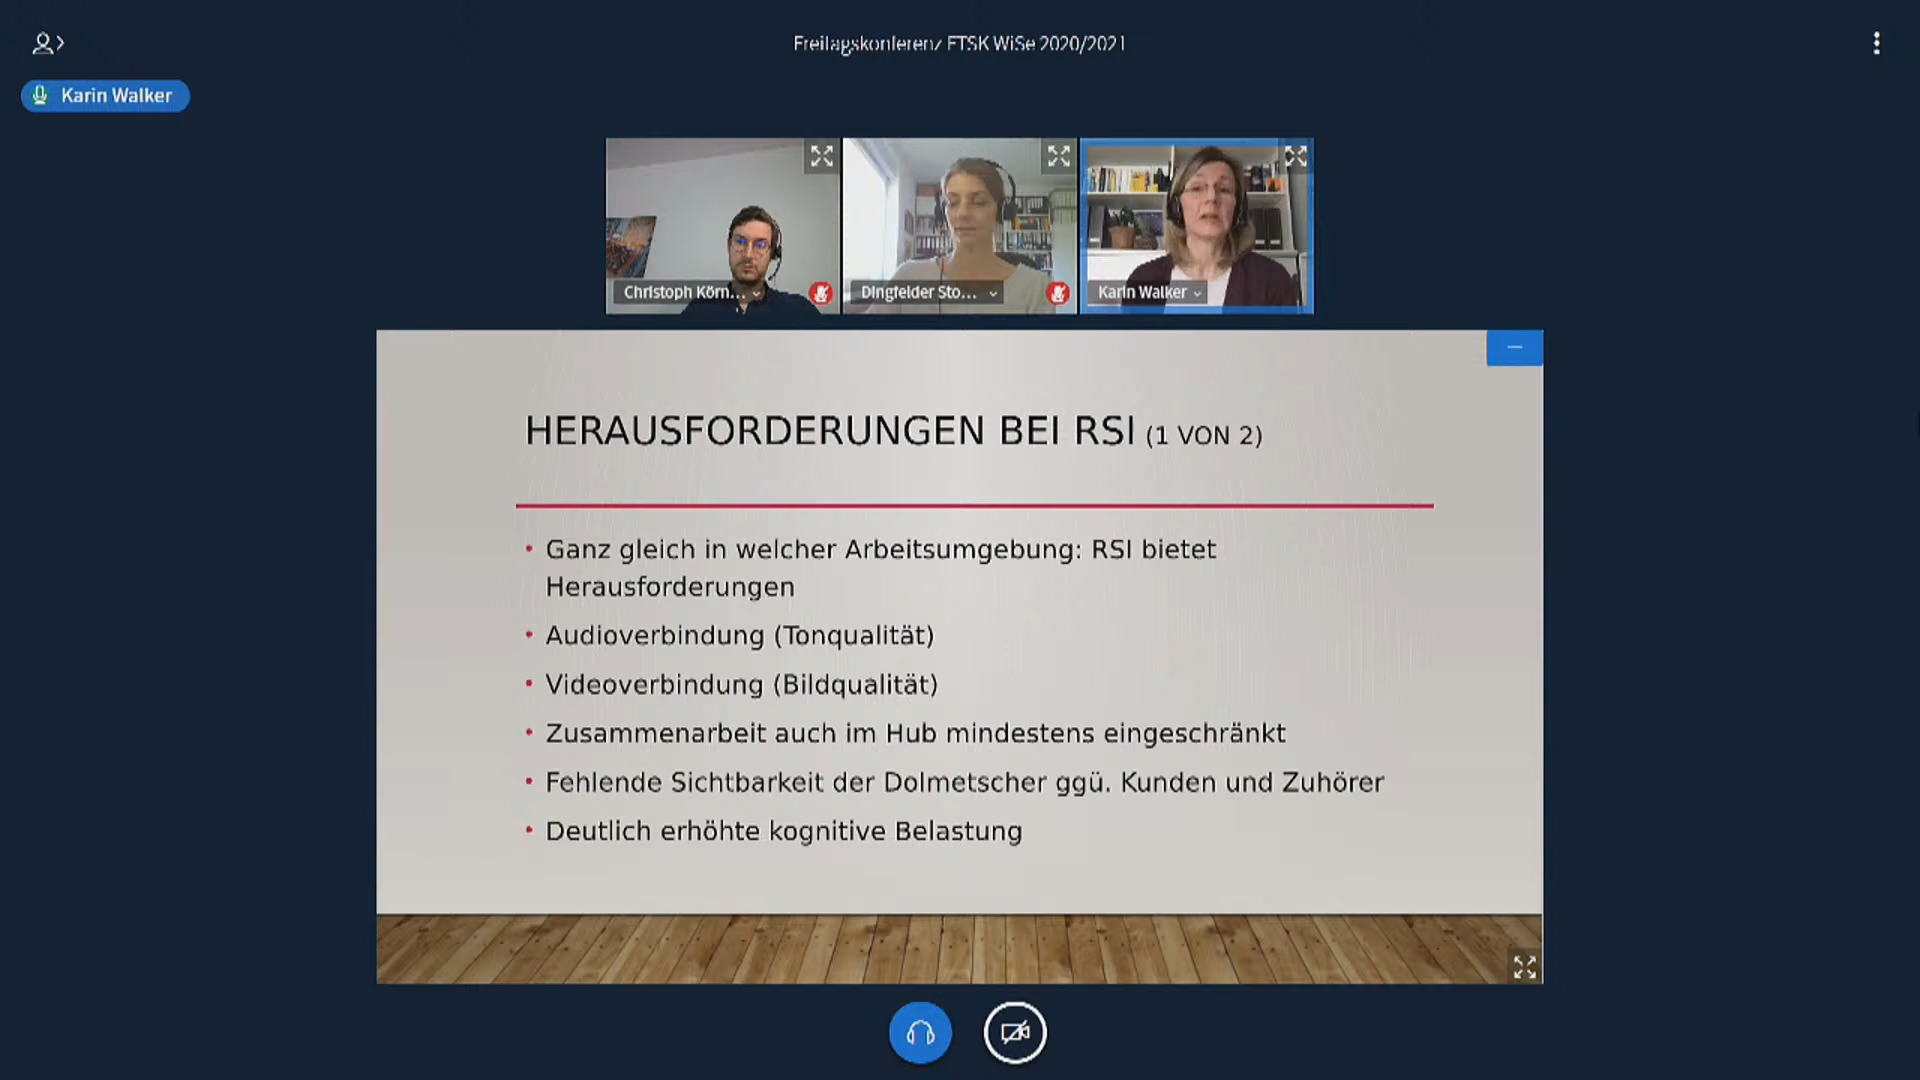 Freitagskonferenz FTSK WiSe 2020/2021
Karin Walker
Christoph Körn...
Dingfelder Sto...
Karin Walker
HERAUSFORDERUNGEN BEI RSI (1 VON 2)
• Ganz gleich in welcher Arbeitsumgebung: RSI bietet
Herausforderungen
• Audioverbindung (Tonqualität)
• Videoverbindung (Bildqualität)
• Zusammenarbeit auch im Hub mindestens eingeschränkt
• Fehlende Sichtbarkeit der Dolmetscher ggü. Kunden und Zuhörer
• Deutlich erhöhte kognitive Belastung